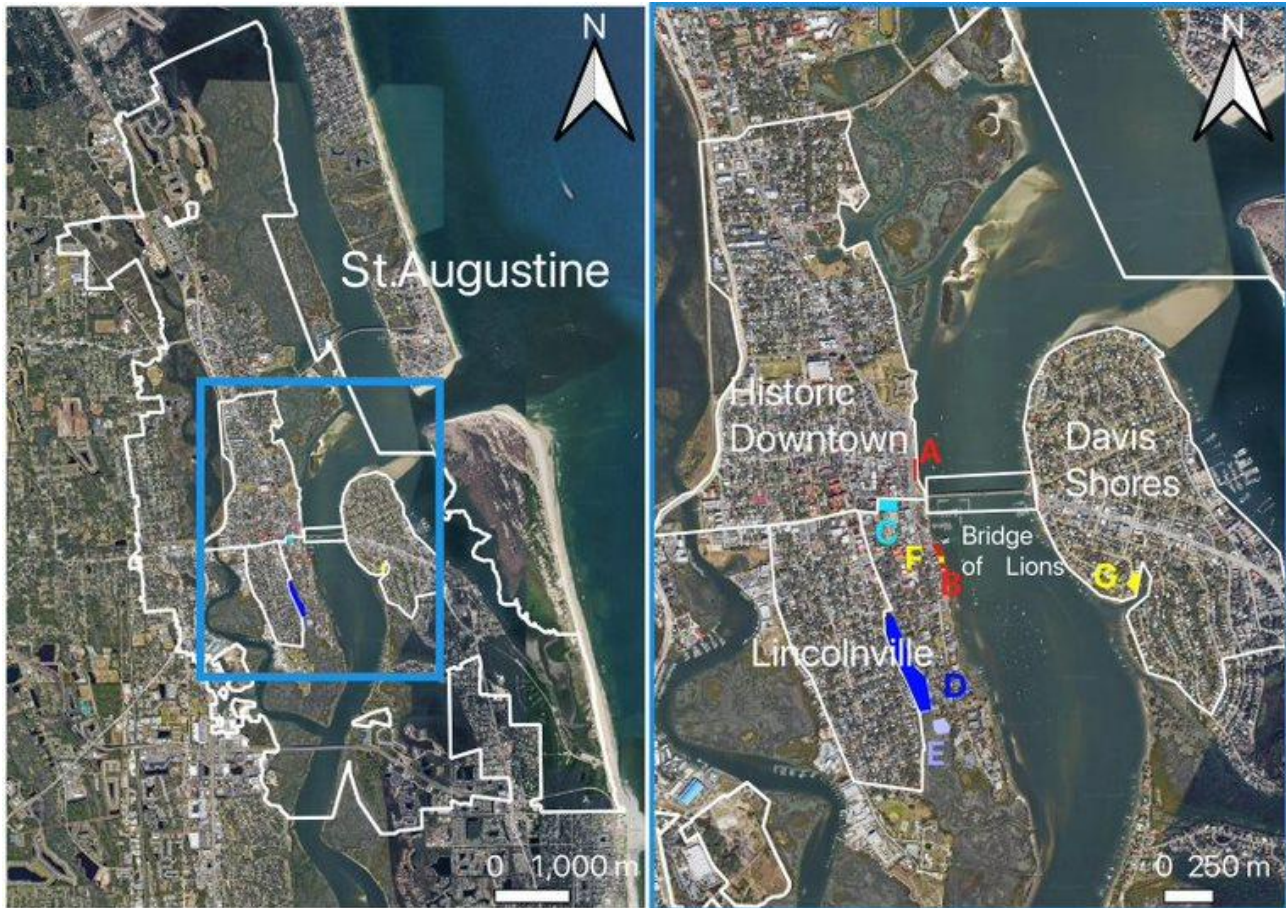 N
St.Augustine
0 1,000 m
N
Historic
Downtown
A
Davis
Shores
C
Bridge
of Lions
F
B
G
Lincolnville
D
E
0 250 m